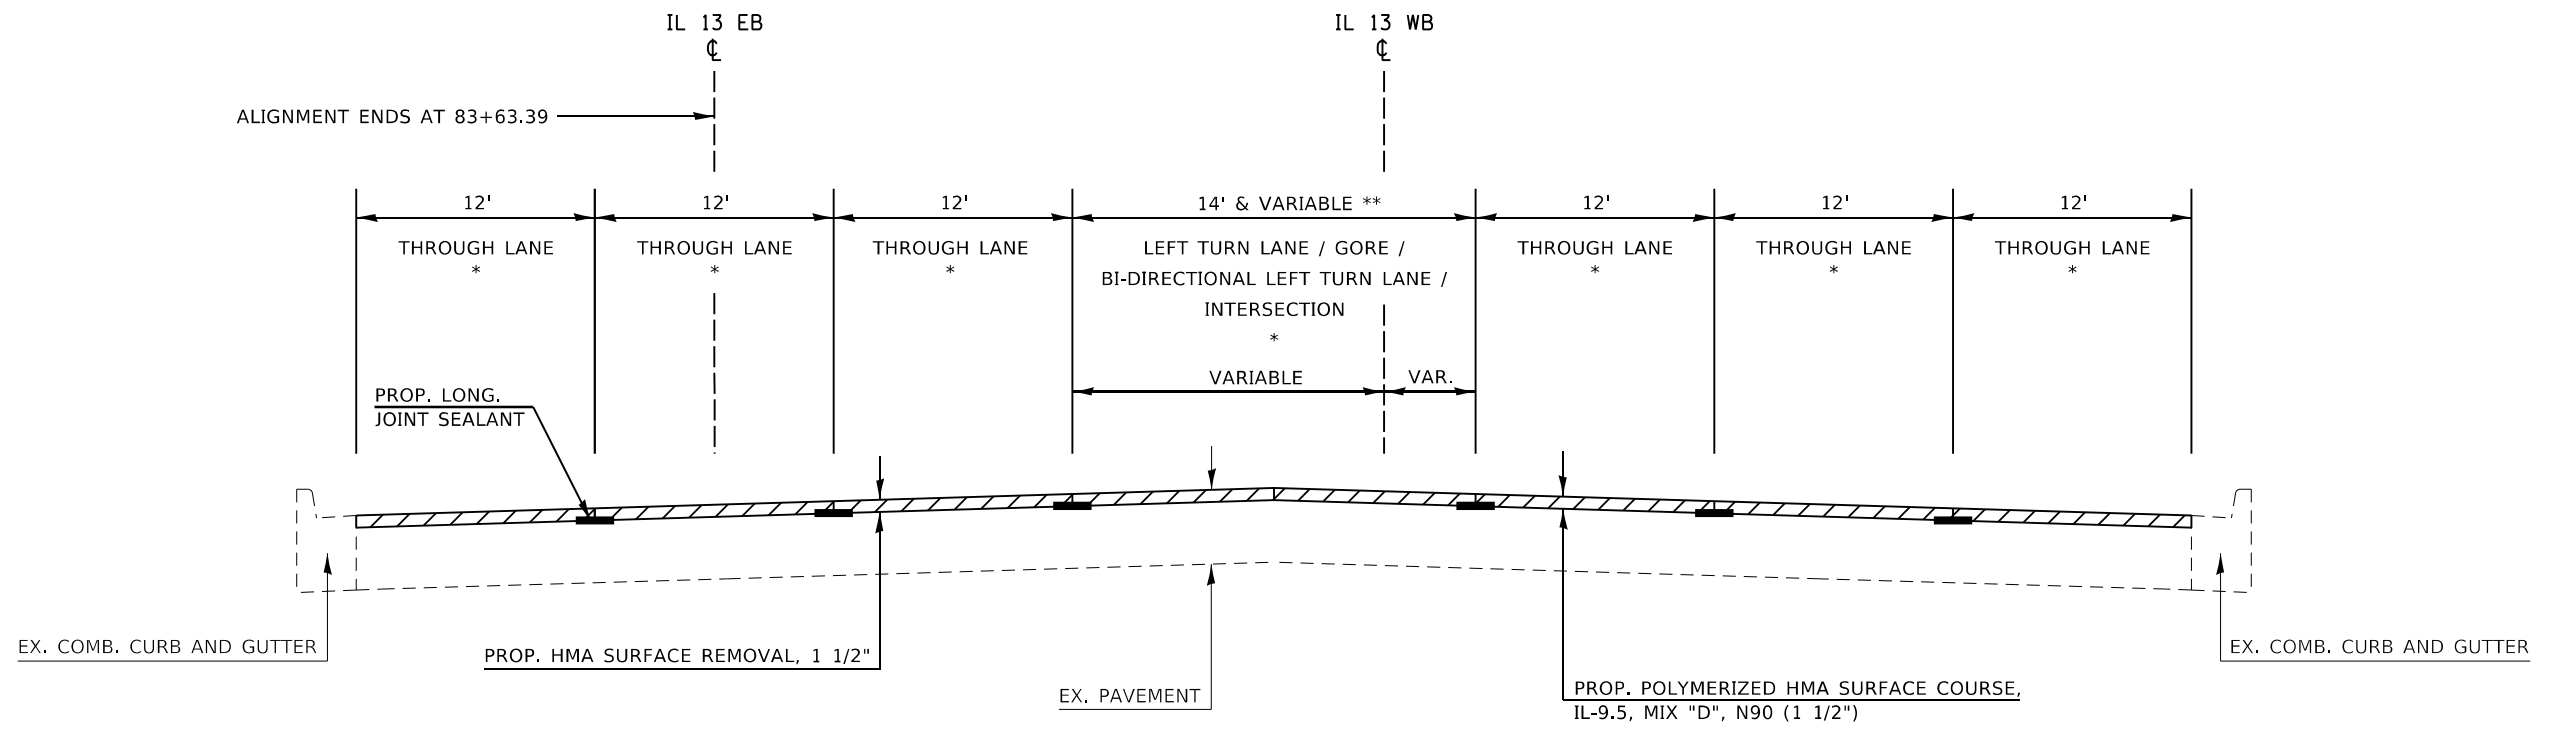 IL 13 EB
℄
IL 13 WB
℄
ALIGNMENT ENDS AT 83+63.39
12'
12'
12'
14' & VARIABLE **
12'
12'
12'
THROUGH LANE
*
THROUGH LANE
*
THROUGH LANE
*
LEFT TURN LANE / GORE /
BI-DIRECTIONAL LEFT TURN LANE /
INTERSECTION
*
THROUGH LANE
*
THROUGH LANE
*
THROUGH LANE
*
VARIABLE
VAR.
PROP. LONG.
JOINT SEALANT
EX. COMB. CURB AND GUTTER
PROP. HMA SURFACE REMOVAL, 1 1/2"
EX. PAVEMENT
PROP. POLYMERIZED HMA SURFACE COURSE,
IL-9.5, MIX "D", N90 (1 1/2")
EX. COMB. CURB AND GUTTER